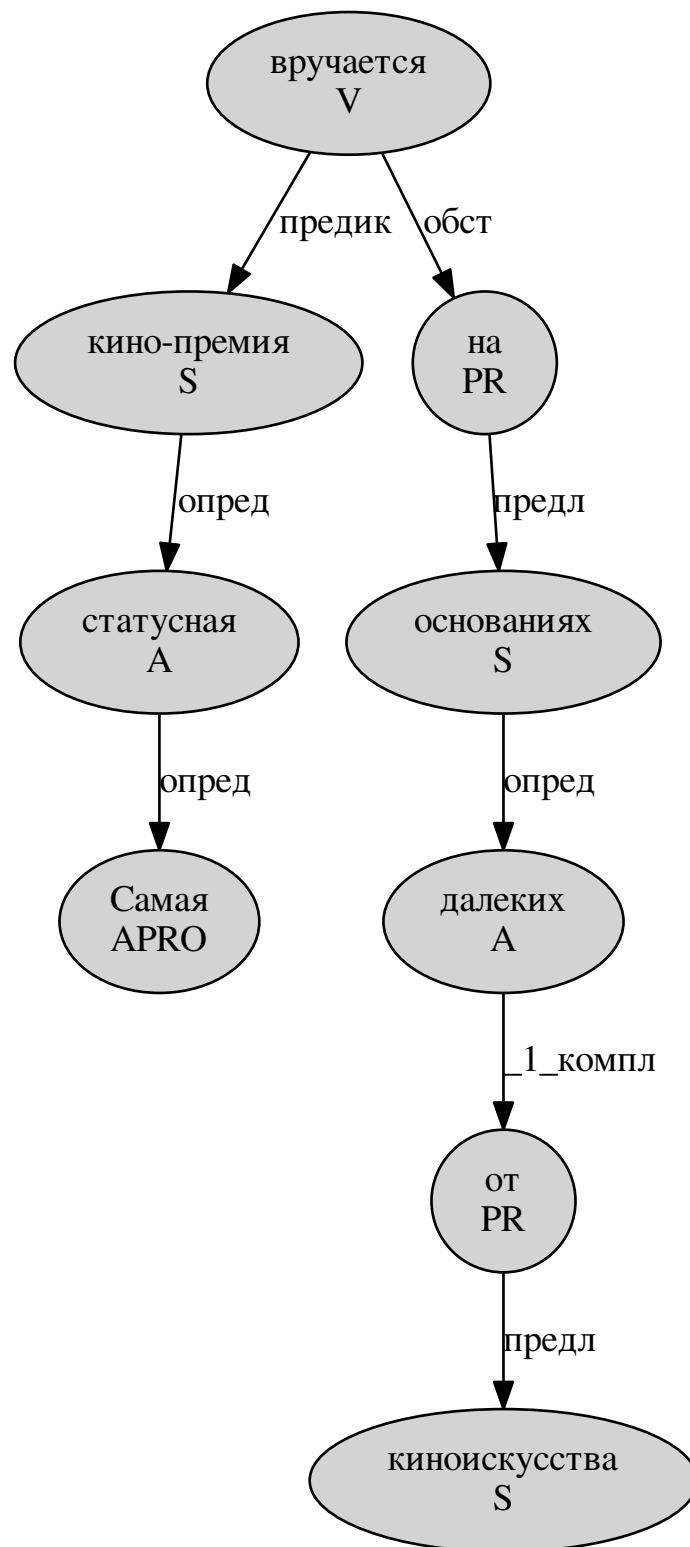 вручается
V
предик
обст
кино-премия
S
на
PR
опред
предл
статусная
A
основаниях
S
опред
опред
Самая
APRO
далеких
A
_1_компл
от
PR
предл
киноискусства
S